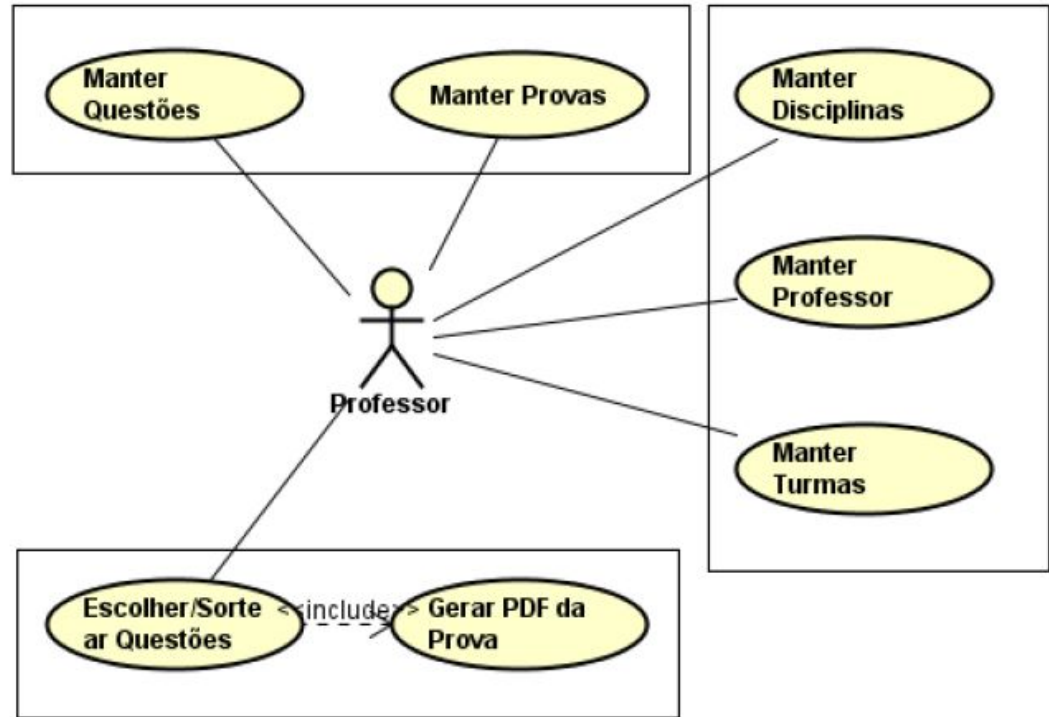 Manter
Questões
Manter Provas
Manter
Disciplinas
Manter
Professor
Professor
Manter
Turmas
Escolher/Sorte
ar Questões
<<include>>
Gerar PDF da
Prova